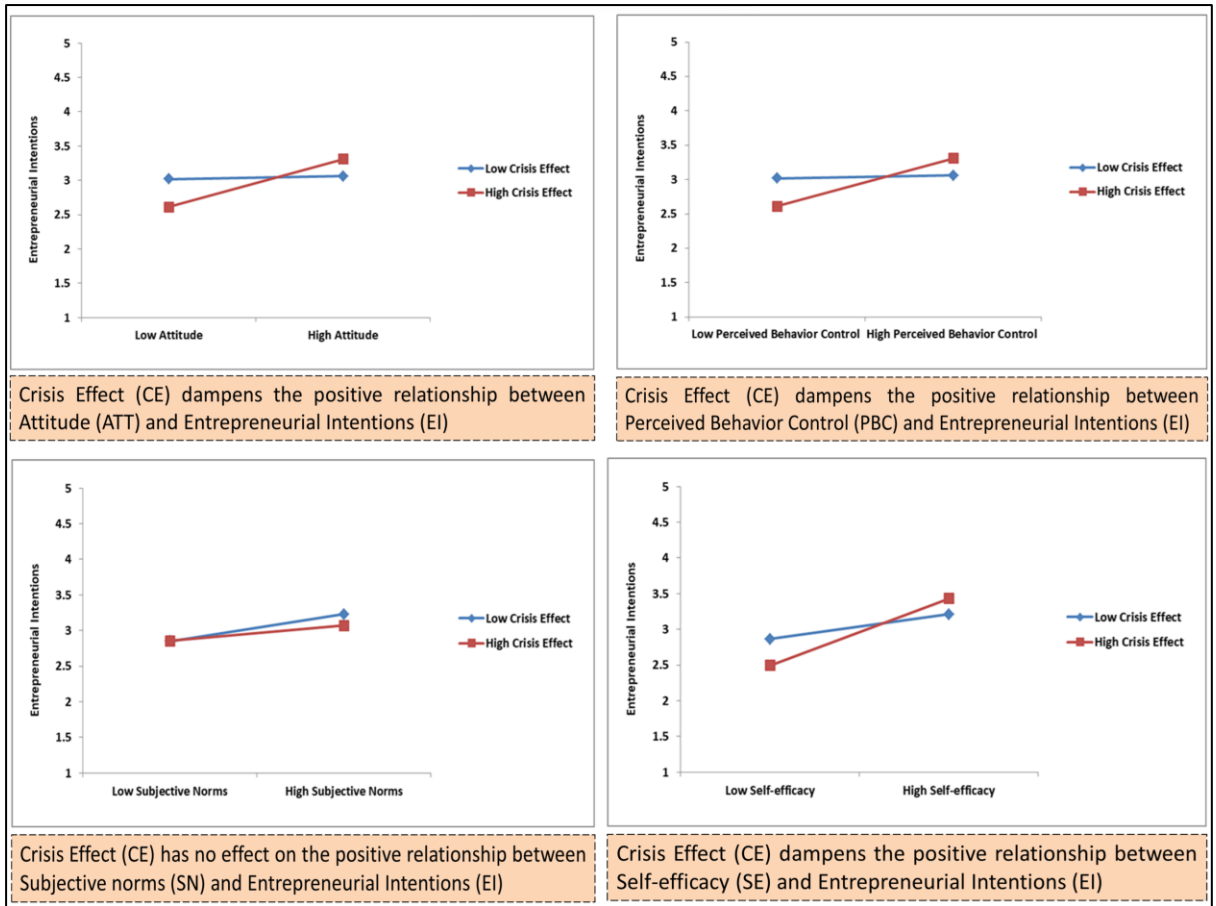 5
4.5
4
3.5
3
2.5
2
1.5
1
Entrepreneurial Intentions
Low Attitude High Attitude
Low Crisis Effect
High Crisis Effect
Crisis Effect (CE) dampens the positive relationship between
Attitude (ATT) and Entrepreneurial Intentions (EI)
5
4.5
4
3.5
3
2.5
2
1.5
1
Entrepreneurial Intentions
Low Perceived Behavior Control High Perceived Behavior Control
Low Crisis Effect
High Crisis Effect
Crisis Effect (CE) dampens the positive relationship between
Perceived Behavior Control (PBC) and Entrepreneurial Intentions (EI)
5
4.5
4
3.5
3
2.5
2
1.5
1
Entrepreneurial Intentions
Low Subjective Norms High Subjective Norms
Low Crisis Effect
High Crisis Effect
Crisis Effect (CE) has no effect on the positive relationship between
Subjective norms (SN) and Entrepreneurial Intentions (EI)
5
4.5
4
3.5
3
2.5
2
1.5
1
Entrepreneurial Intentions
Low Self-efficacy High Self-efficacy
Low Crisis Effect
High Crisis Effect
Crisis Effect (CE) dampens the positive relationship between
Self-efficacy (SE) and Entrepreneurial Intentions (EI)